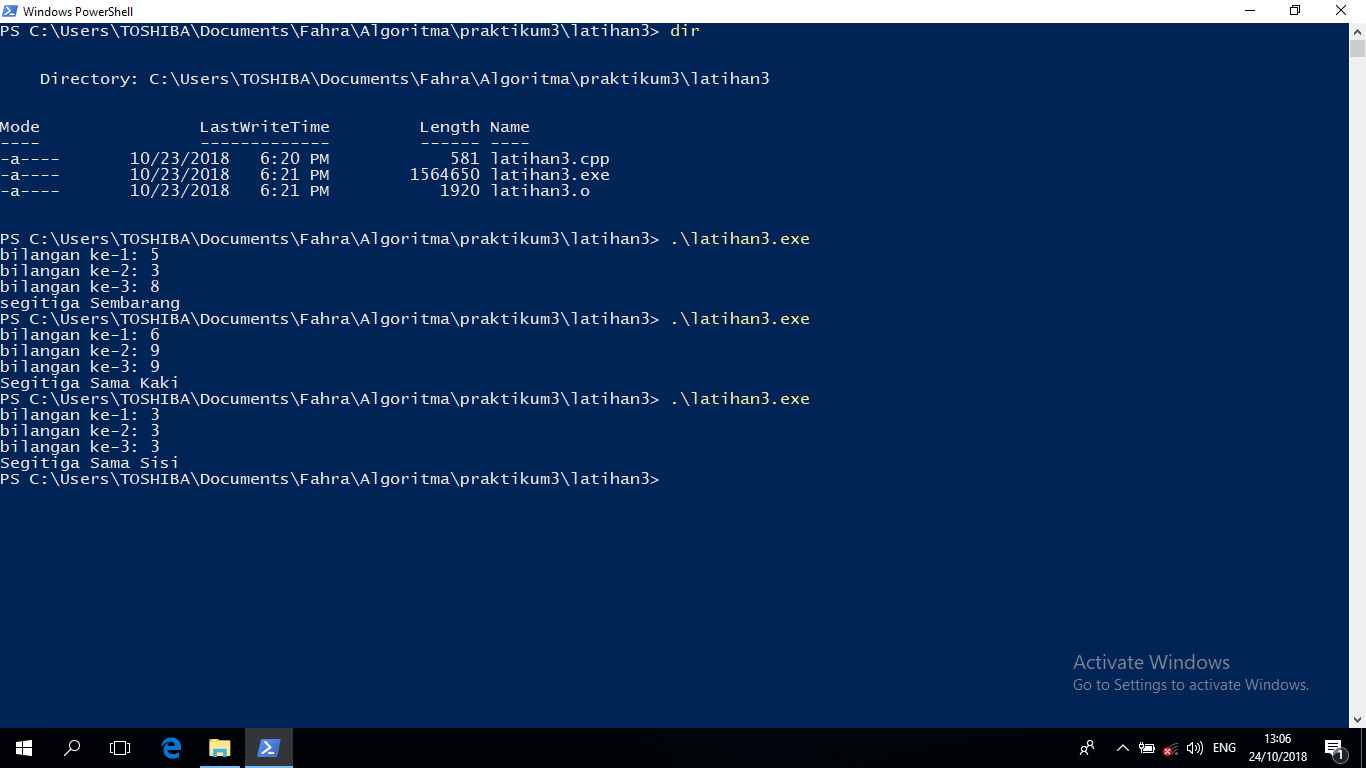 Windows PowerShell
PS C:\Users\TOSHIBA\Documents\Fahra\Algoritma\praktikum3\latihan3> dir
Directory: C:\Users\TOSHIBA\Documents\Fahra\Algoritma\praktikum3\latihan3
Mode                LastWriteTime         Length Name
----                -------------         ------ ----
-a----       10/23/2018   6:20 PM            581 latihan3.cpp
-a----       10/23/2018   6:21 PM        1564650 latihan3.exe
-a----       10/23/2018   6:21 PM           1920 latihan3.o
PS C:\Users\TOSHIBA\Documents\Fahra\Algoritma\praktikum3\latihan3> .\latihan3.exe
bilangan ke-1: 5
bilangan ke-2: 3
bilangan ke-3: 8
segitiga Sembarang
PS C:\Users\TOSHIBA\Documents\Fahra\Algoritma\praktikum3\latihan3> .\latihan3.exe
bilangan ke-1: 6
bilangan ke-2: 9
bilangan ke-3: 9
Segitiga Sama Kaki
PS C:\Users\TOSHIBA\Documents\Fahra\Algoritma\praktikum3\latihan3> .\latihan3.exe
bilangan ke-1: 3
bilangan ke-2: 3
bilangan ke-3: 3
Segitiga Sama Sisi
PS C:\Users\TOSHIBA\Documents\Fahra\Algoritma\praktikum3\latihan3>
Activate Windows
Go to Settings to activate Windows.
ENG
13:06
24/10/2018
1